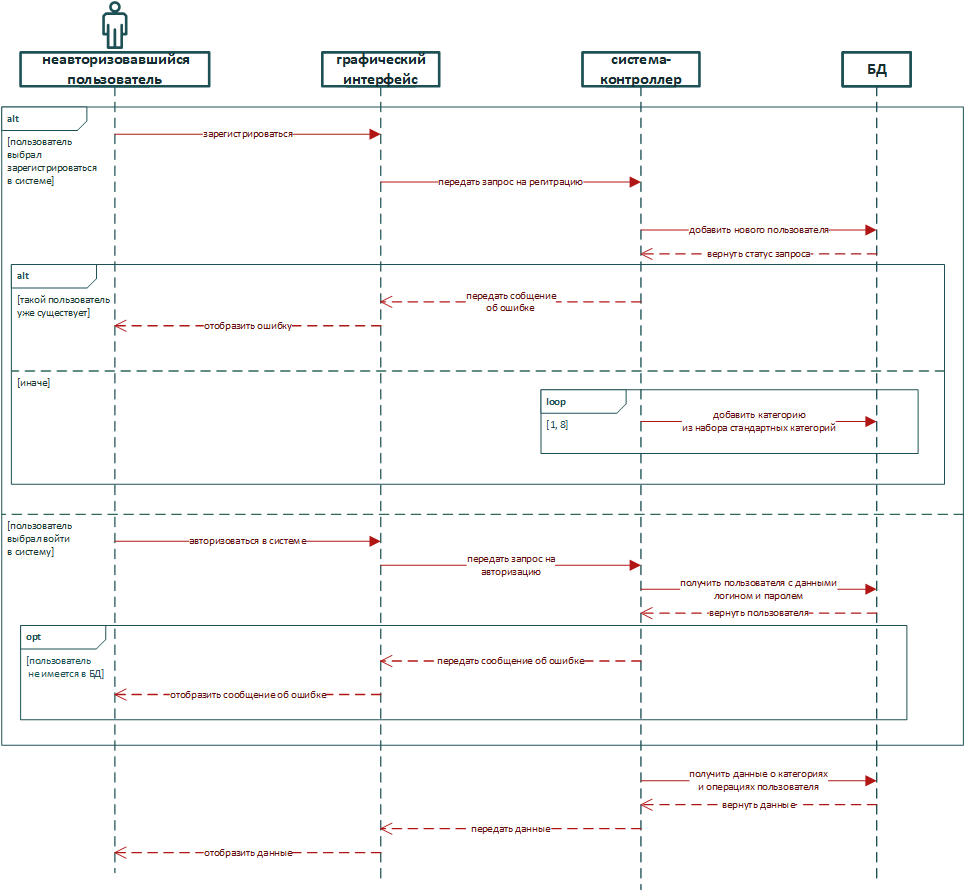 неавторизовавшийся
пользователь
графический
интерфейс
система-
контроллер
БД
alt
[пользователь
выбрал
зарегистрироваться
в системе]
зарегистрироваться
передать запрос на регитрацию
добавить нового пользователя
вернуть статус запроса
alt
[такой пользователь
уже существует]
передать собщение
об ошибке
отобразить ошибку
[иначе]
loop
[1, 8]
добавить категорию
из набора стандартных категорий
[пользователь
выбрал войти
в систему]
авторизоваться в системе
передать запрос на
авторизацию
получить пользователя с данными
логином и паролем
вернуть пользователя
opt
[пользователь
не имеется в БД]
передать сообщение об ошибке
отобразить сообщение об ошибке
получить данные о категориях
и операциях пользователя
вернуть данные
передать данные
отобразить данные